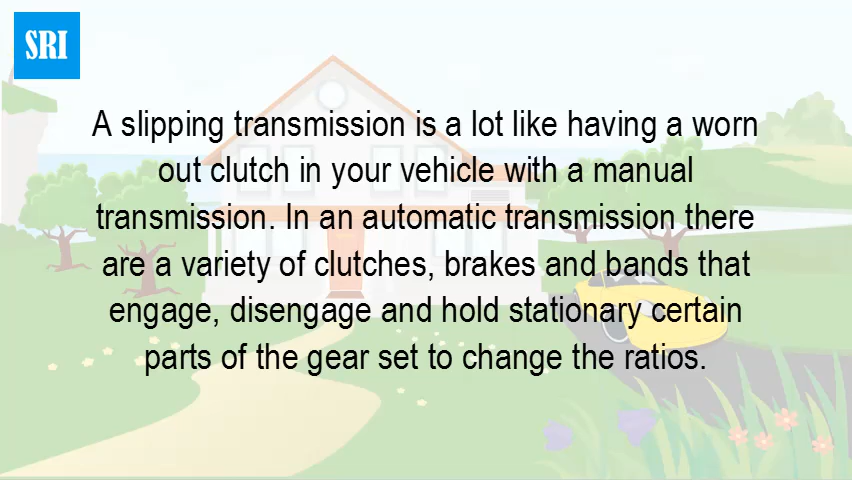 SRI
A slipping transmission is a lot like having a worn
out clutch in your vehicle with a manual
transmission. In an automatic transmission there
are a variety of clutches, brakes and bands that
engage, disengage and hold stationary certain
parts of the gear set to change the ratios.